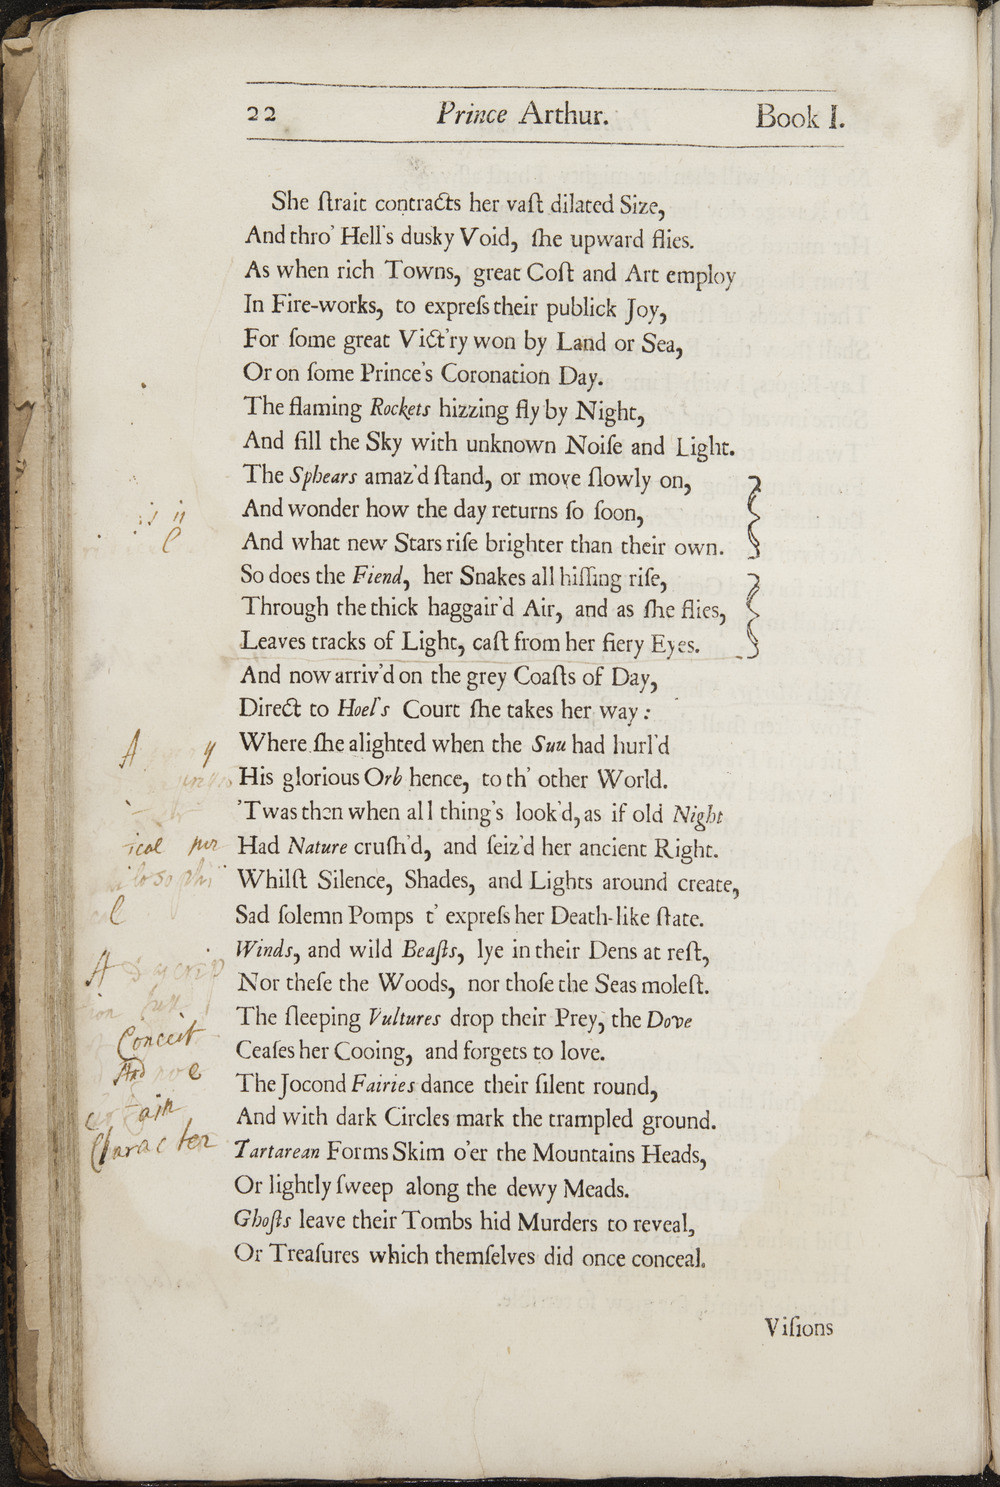 22 Prince Arthur. Book I.
She ſtrait contracts her vaſt dilated Size,
And thro' Hell's dusky Void, ſhe upward flies.
As when rich Towns, great Coſt and Art employ
In Fire-works, to expreſs their publick Joy,
For ſome great Vict'ry won by Land or Sea,
Or on ſome Prince's Coronation Day.
The flaming Rockets hizzing fly by Night,
And fill the Sky with unknown Noiſe and Light.
The Sphears amaz'd ſtand, or move ſlowly on,
And wonder how the day returns ſo ſoon,
And what new Stars riſe brighter than their own.
So does the Fiend, her Snakes all hiſſing riſe,
Through the thick haggair'd Air, and as ſhe flies,
Leaves tracks of Light, caſt from her fiery Eyes.
And now arriv'd on the grey Coaſts of Day,
Direct to Hoel's Court ſhe takes her way:
Where ſhe alighted when the Suu had hurl'd
His glorious Orb hence, to th' other World.
'Twas then when all thing's look'd, as if old Night
Had Nature cruſh'd, and ſeiz'd her ancient Right.
Whilſt Silence, Shades, and Lights around create,
Sad ſolemn Pomps t' expreſs her Death-like ſtate.
Winds, and wild Beaſts, lye in their Dens at reſt,
Nor theſe the Woods, nor thoſe the Seas moleſt.
The ſleeping Vultures drop their Prey, the Dove
Ceaſes her Cooing, and forgets to love.
The Jocond Fairies dance their ſilent round,
And with dark Circles mark the trampled ground.
Tartarean Forms Skim o'er the Mountains Heads,
Or lightly ſweep along the dewy Meads.
Ghoſts leave their Tombs hid Murders to reveal,
Or Treaſures which themſelves did once conceal.
Viſions
A
ical
A
Conceit
And
Character